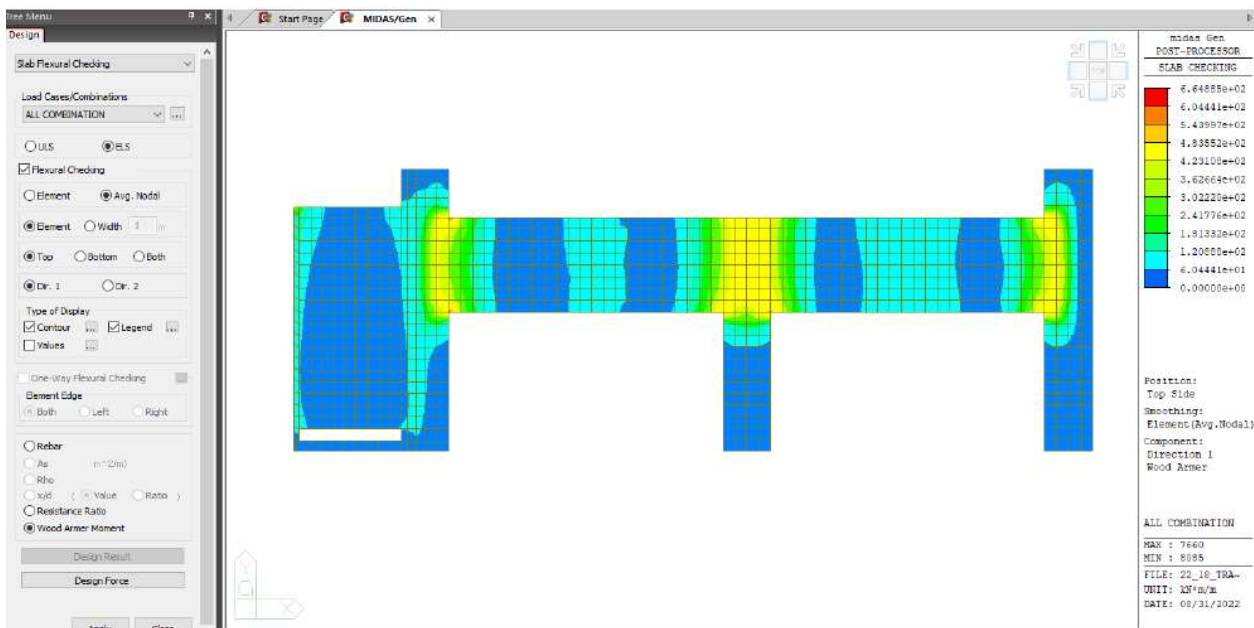 Tree Menu
Start Page
MIDAS/Gen
Design
Slab Flexural Checking
Load Cases/Combinations
ALL COMBINATION
ULS
ELS
Flexural Checking
Element
Avg. Nodal
Element
Width
m
Top
Bottom
Both
Dir. 1
Dir. 2
Type of Display
Contour
Legend
Values
One-Way Flexural Checking
Element Edge
Both
Left
Right
Rebar
As
m^2/m)
Rho
x/d
( Value
Ratio )
Resistance Ratio
Wood Armer Moment
Design Result
Design Force
Apply
Close
midas Gen
POST-PROCESSOR
SLAB CHECKING
6.64885e+02
6.04441e+02
5.43997e+02
4.83552e+02
4.23108e+02
3.62664e+02
3.02220e+02
2.41776e+02
1.81332e+02
1.20888e+02
6.04441e+01
0.00000e+00
Position:
Top Side
Smoothing:
Element(Avg.Nodal)
Component:
Direction 1
Wood Armer
ALL COMBINATION
MAX : 7660
MIN : 8085
FILE: 22_18_TRA~
UNIT: kN*m/m
DATE: 08/31/2022
X